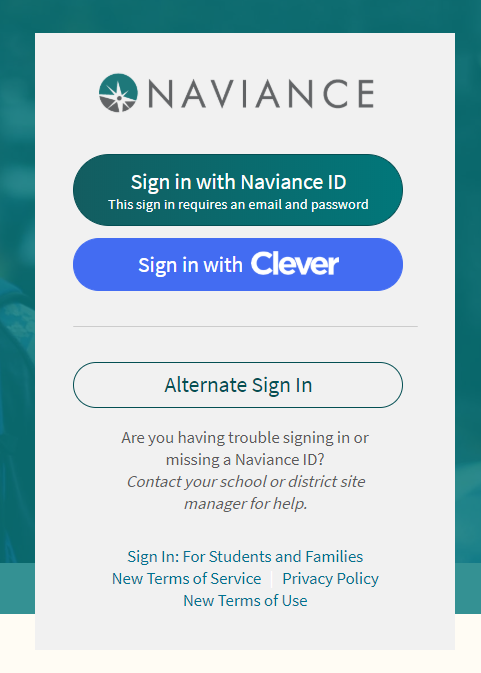 NAVIANCE
Sign in with Naviance ID
This sign in requires an email and password
Sign in with Clever
Alternate Sign In
Are you having trouble signing in or
missing a Naviance ID?
Contact your school or district site
manager for help.
Sign In: For Students and Families
New Terms of Service | Privacy Policy
New Terms of Use